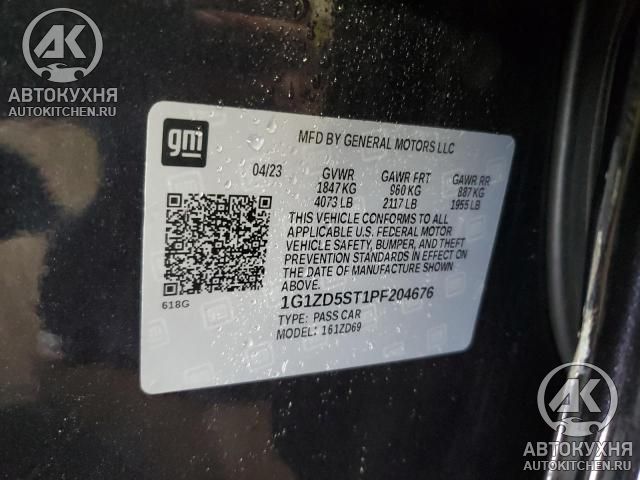 AK
АВТОКУХНЯ
AUTOKITCHEN.RU
gm
MFD BY GENERAL MOTORS LLC
04/23 GVWR GAWR FRT GAWR RR
1847 KG 960 KG 887 KG
4073 LB 2117 LB 1955 LB
THIS VEHICLE CONFORMS TO ALL
APPLICABLE U.S. FEDERAL MOTOR
VEHICLE SAFETY, BUMPER, AND THEFT
PREVENTION STANDARDS IN EFFECT ON
THE DATE OF MANUFACTURE SHOWN
ABOVE.
618G
1G1ZD5ST1PF204676
TYPE: PASS CAR
MODEL: 161ZD69
AK
АВТОКУХНЯ
AUTOKITCHEN.RU